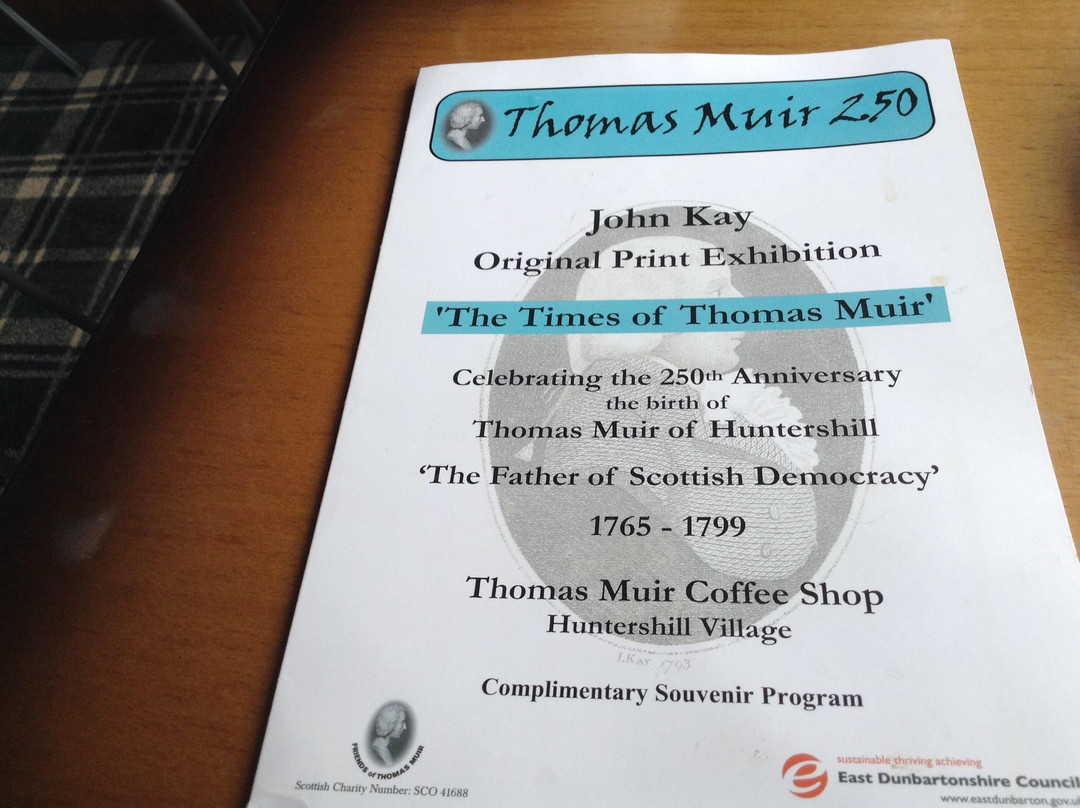 Thomas Muir 250
John Kay
Original Print Exhibition
'The Times of Thomas Muir'
Celebrating the 250th Anniversary
the birth of
Thomas Muir of Huntershill
‘The Father of Scottish Democracy’
1765 - 1799
Thomas Muir Coffee Shop
Huntershill Village
I. KAY 1793
Complimentary Souvenir Program
FRIENDS of THOMAS MUIR
Scottish Charity Number: SCO 41688
sustainable thriving achieving
East Dunbartonshire Council
www.eastdunbarton.gov.u